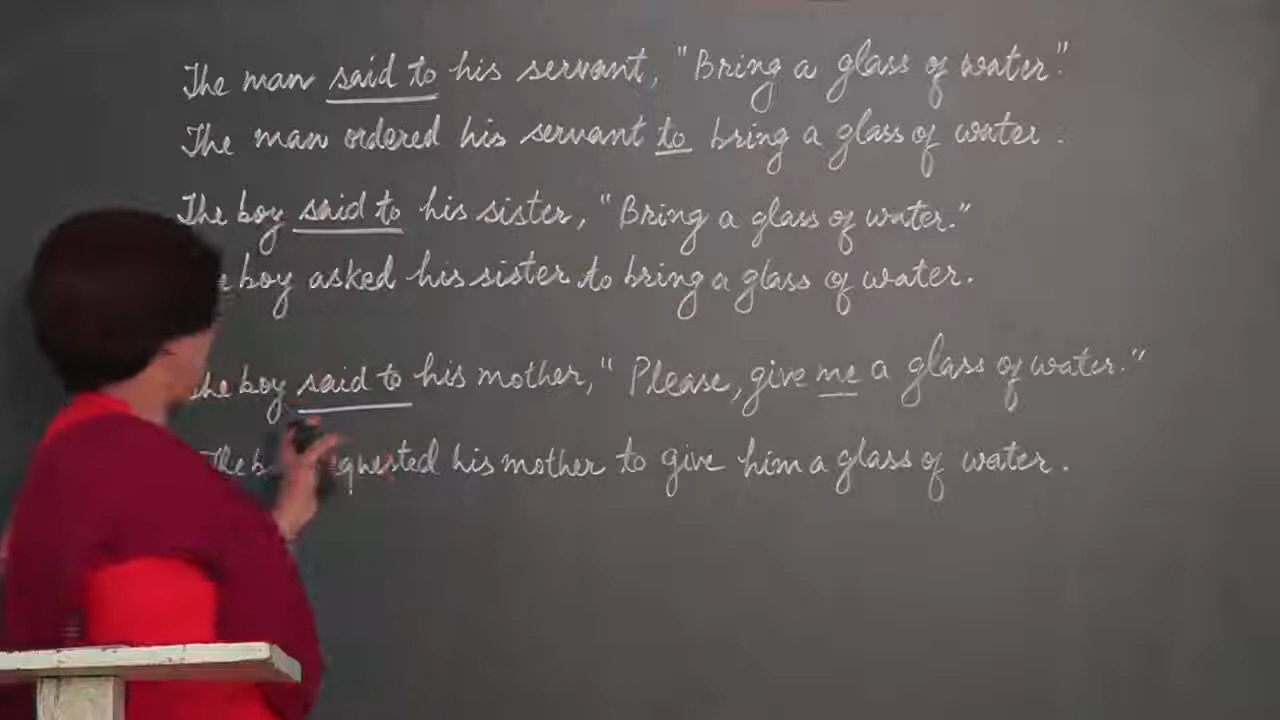 The man said to his servant, "Bring a glass of water."
The man ordered his servant to bring a glass of water.
The boy said to his sister, "Bring a glass of water."
boy asked his sister to bring a glass of water.
The boy said to his mother, "Please, give me a glass of water."
The his mother to give him a glass of water.